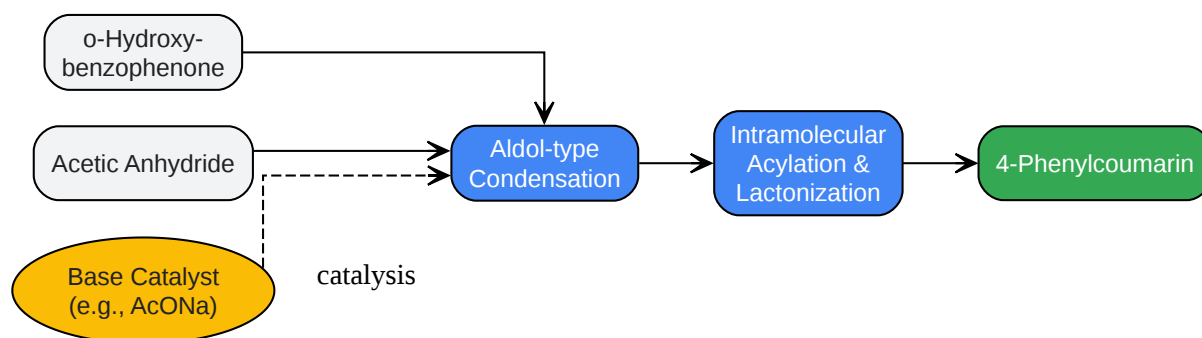 o-Hydroxy-
benzophenone
Acetic Anhydride
Base Catalyst
(e.g., AcONa)
catalysis
Aldol-type
Condensation
Intramolecular
Acylation &
Lactonization
4-Phenylcoumarin